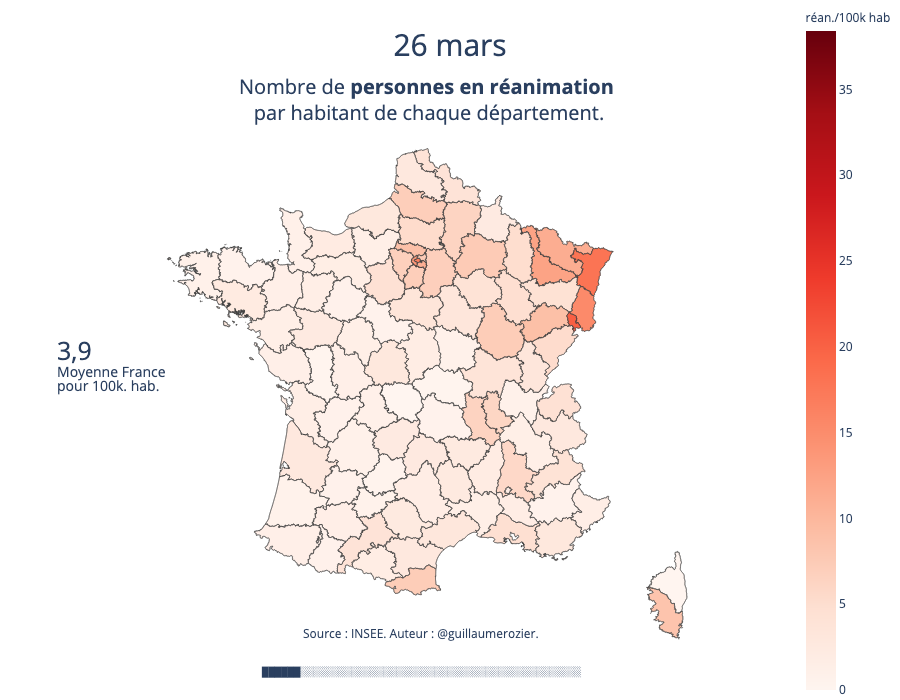 réan./100k hab
26 mars
Nombre de personnes en réanimation
par habitant de chaque département.
35
30
25
20
15
10
5
0
3,9
Moyenne France
pour 100k. hab.
Source : INSEE. Auteur : @guillaumerozier.